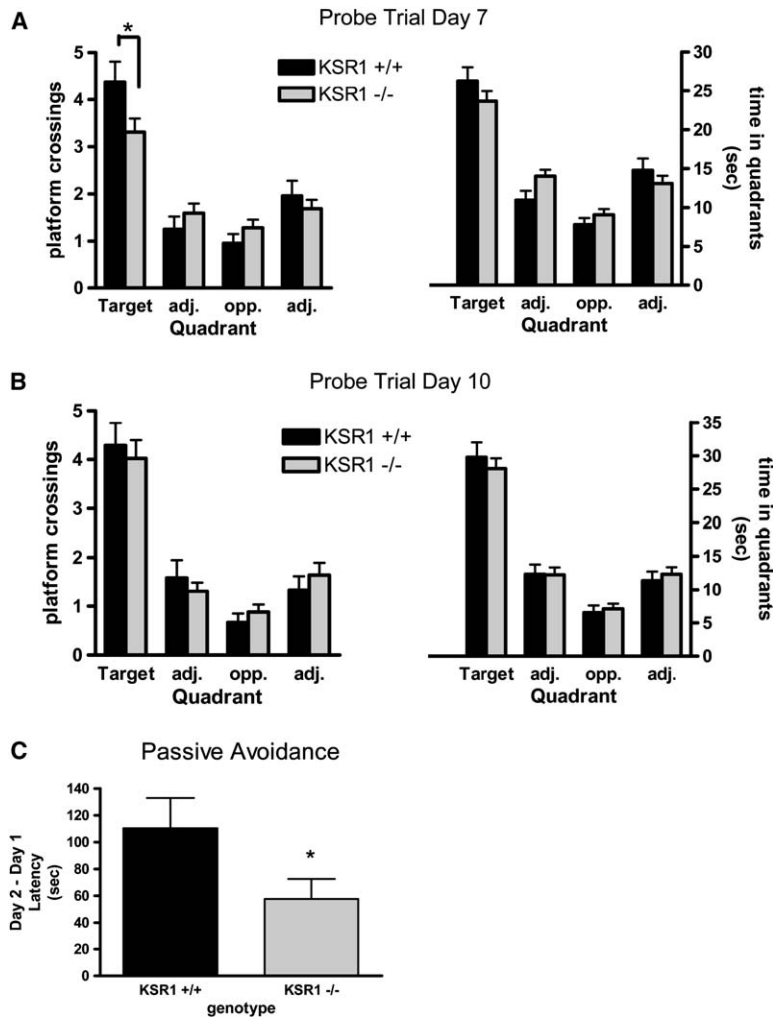 A
Probe Trial Day 7
*
5
4
3
2
1
0
platform crossings
KSR1 +/+
KSR1 -/-
Target adj. opp. adj.
Quadrant
30
25
20
15
10
5
0
time in quadrants
(sec)
Target adj. opp. adj.
Quadrant
B
Probe Trial Day 10
5
4
3
2
1
0
platform crossings
KSR1 +/+
KSR1 -/-
Target adj. opp. adj.
Quadrant
35
30
25
20
15
10
5
0
time in quadrants
(sec)
Target adj. opp. adj.
Quadrant
C
Passive Avoidance
140
120
100
80
60
40
20
0
Day 2 - Day 1
Latency
(sec)
*
KSR1 +/+ KSR1 -/-
genotype